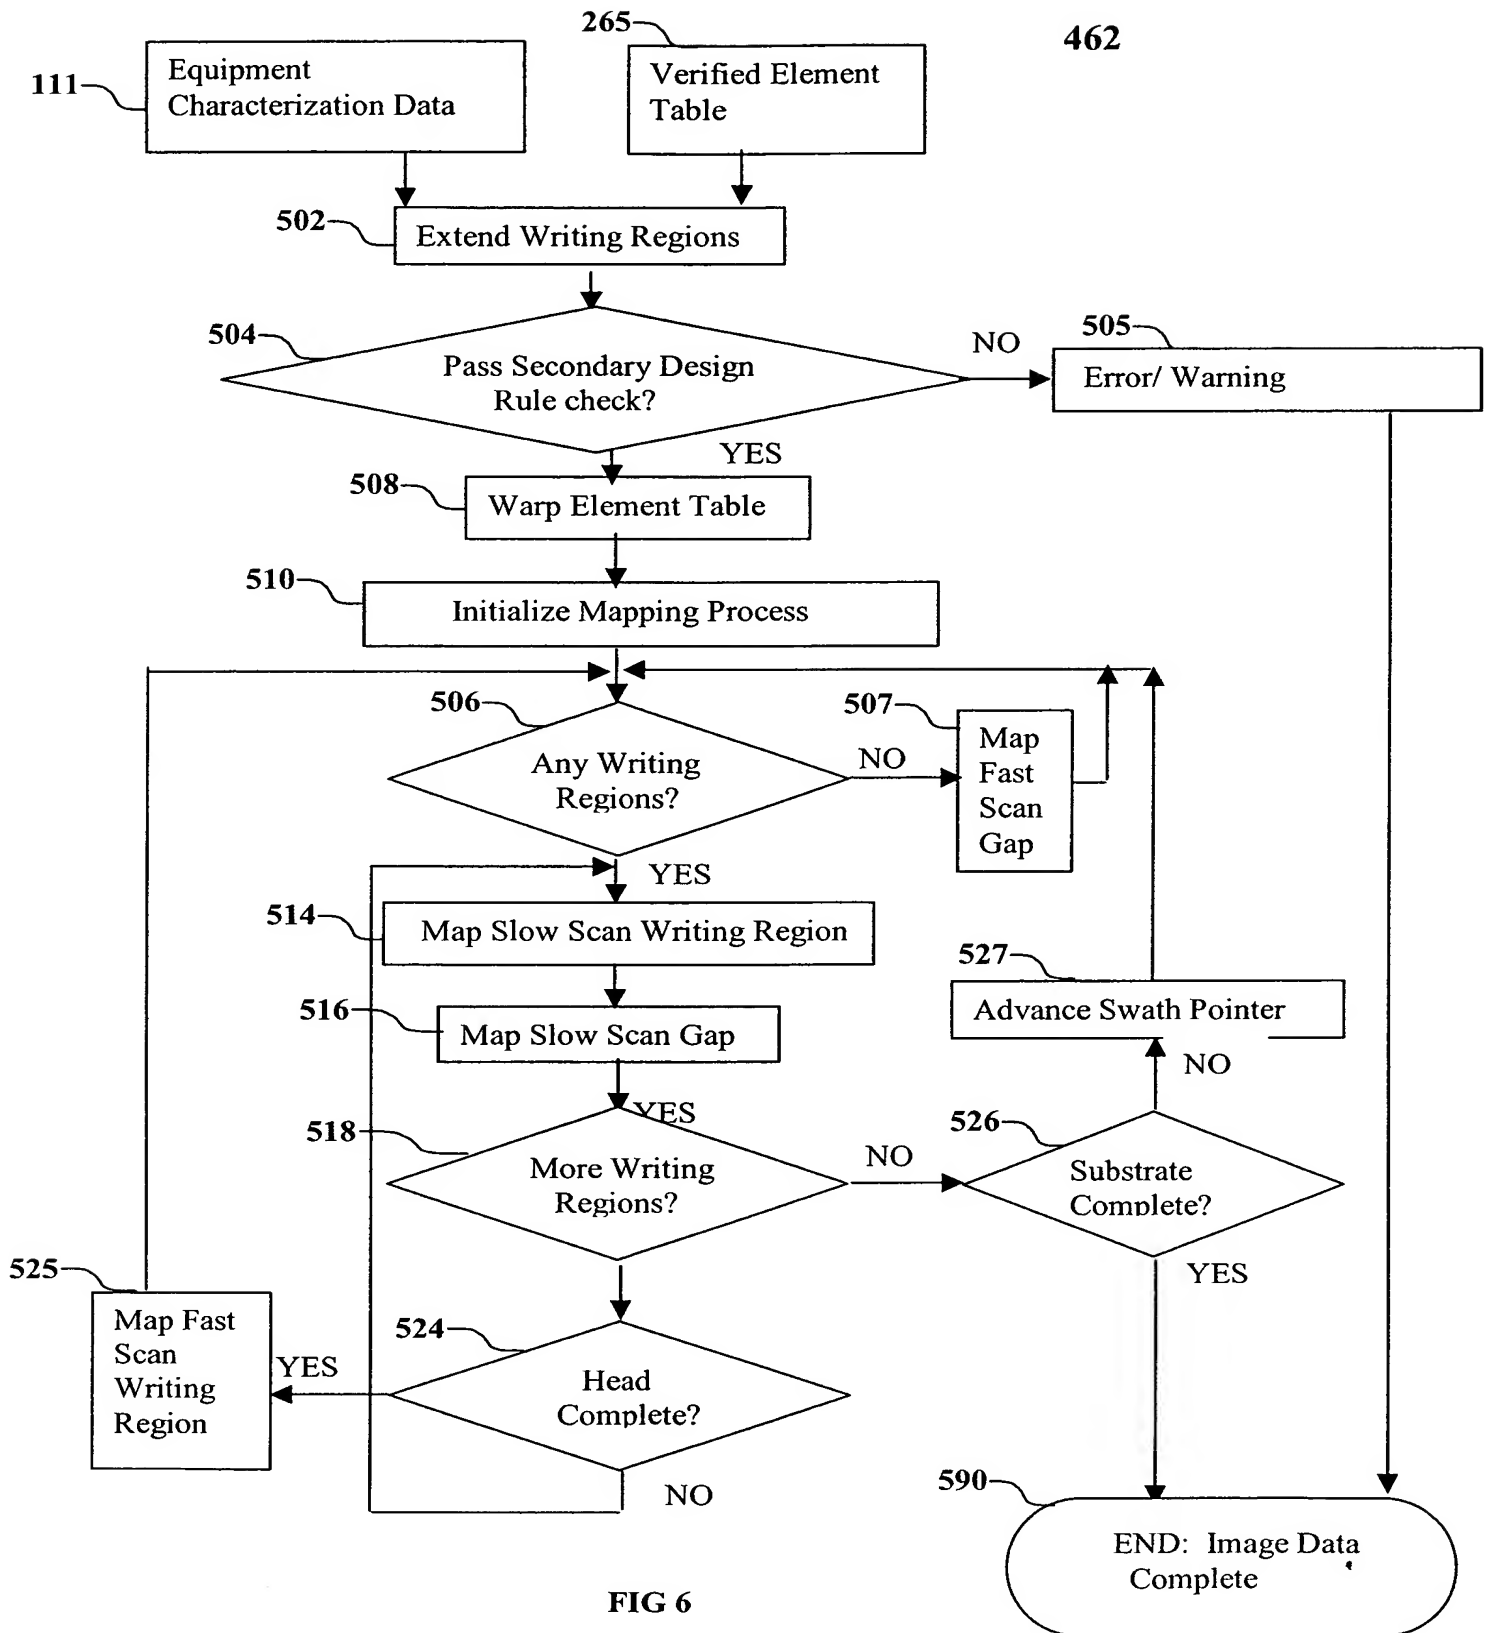 462
265
111
Equipment
Characterization Data
Verified Element
Table
502
Extend Writing Regions
504
Pass Secondary Design
Rule check?
NO
505
Error/ Warning
YES
508
Warp Element Table
510
Initialize Mapping Process
506
Any Writing
Regions?
NO
507
Map
Fast
Scan
Gap
YES
514
Map Slow Scan Writing Region
516
Map Slow Scan Gap
527
Advance Swath Pointer
NO
YES
518
More Writing
Regions?
NO
526
Substrate
Complete?
YES
525
Map Fast
Scan
Writing
Region
YES
524
Head
Complete?
NO
590
END: Image Data
Complete
FIG 6